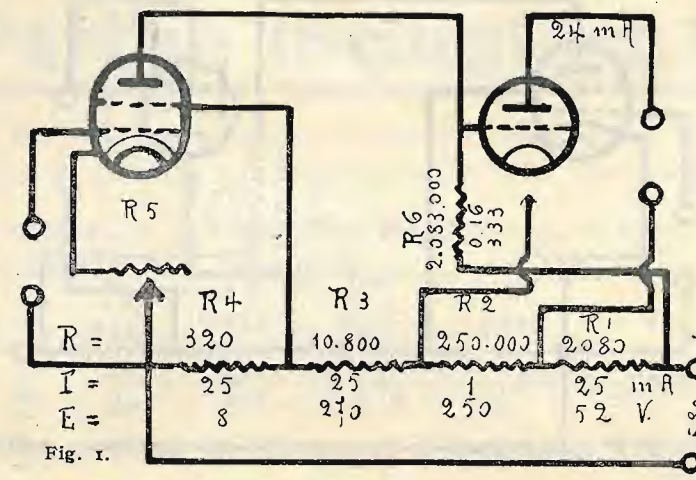 24 mA
R5
R6
2.083.000
0.16
333
R4 R3 R2 R1
R = 320 10.800 250.000 2080
I = 25 25 1 25 mA
E = 8 270 250 52 V.
Fig. 1.